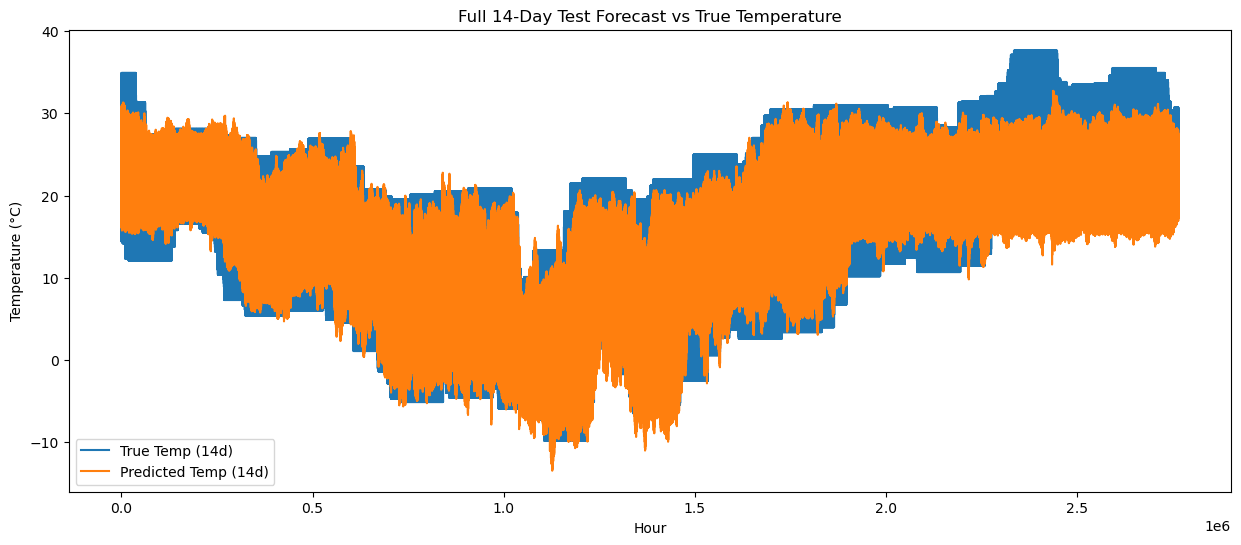 Full 14-Day Test Forecast vs True Temperature
Temperature (°C)
40
30
20
10
0
−10
True Temp (14d)
Predicted Temp (14d)
0.0 0.5 1.0 1.5 2.0 2.5
1e6
Hour